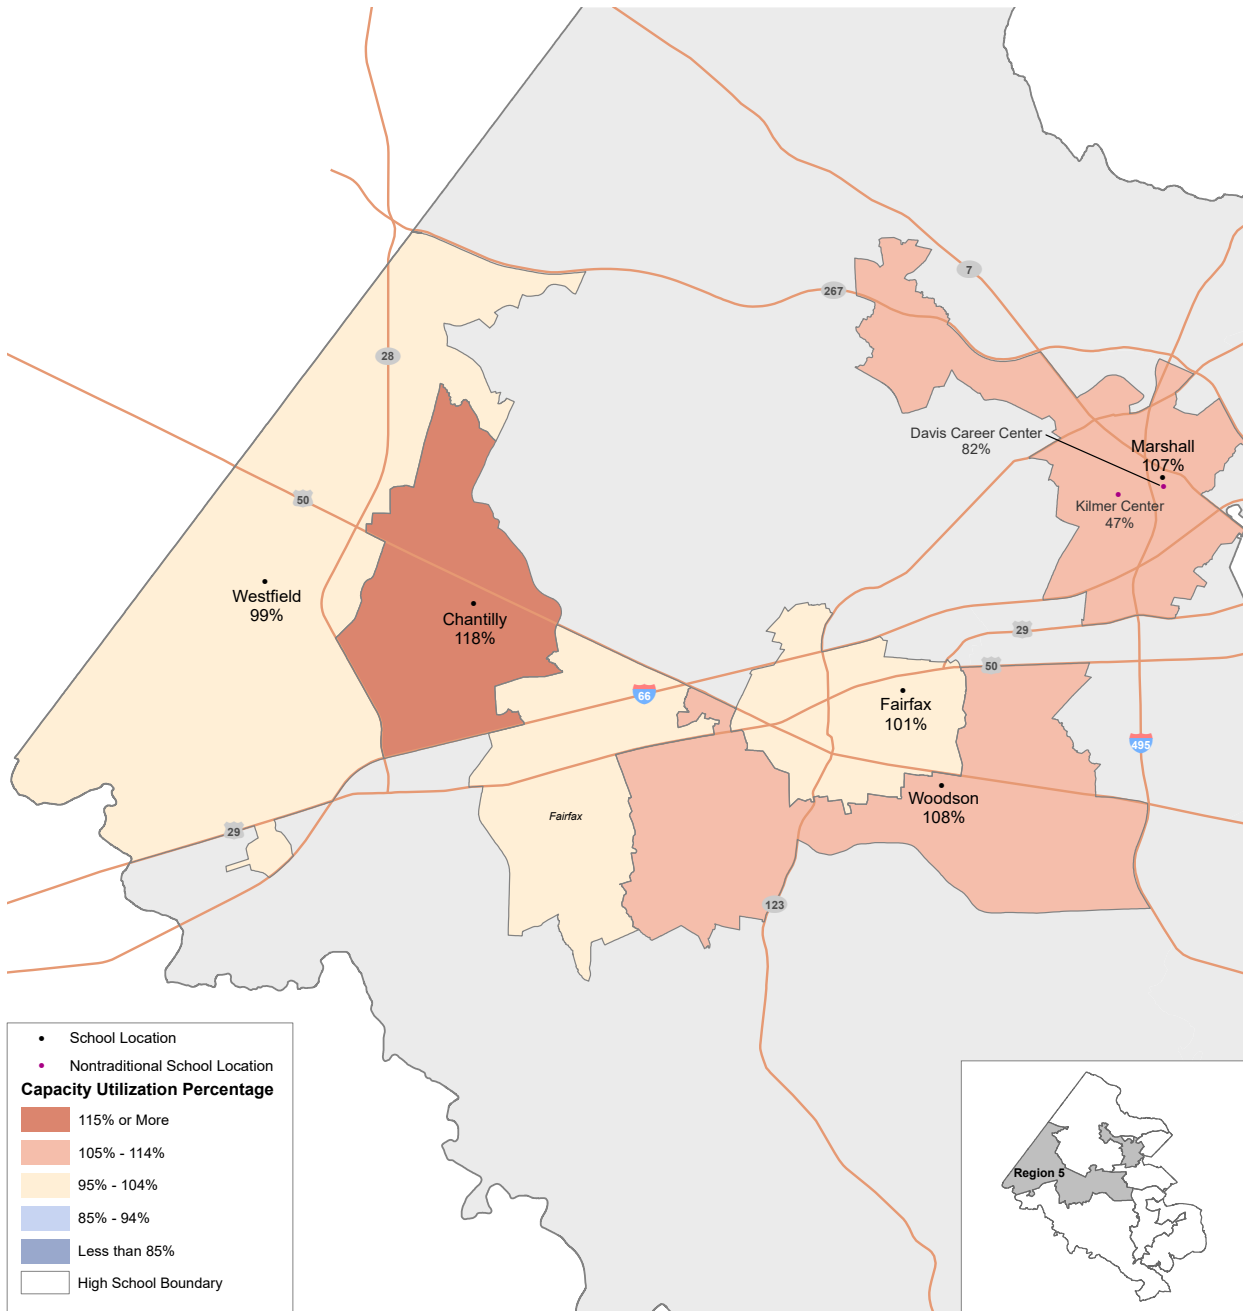 7
267
28
Davis Career Center
82%
Marshall
107%
50
Kilmer Center
47%
Westfield
99%
Chantilly
118%
29
50
66
Fairfax
101%
495
Woodson
108%
Fairfax
29
123
School Location
Nontraditional School Location
Capacity Utilization Percentage
115% or More
105% - 114%
95% - 104%
85% - 94%
Less than 85%
High School Boundary
Region 5